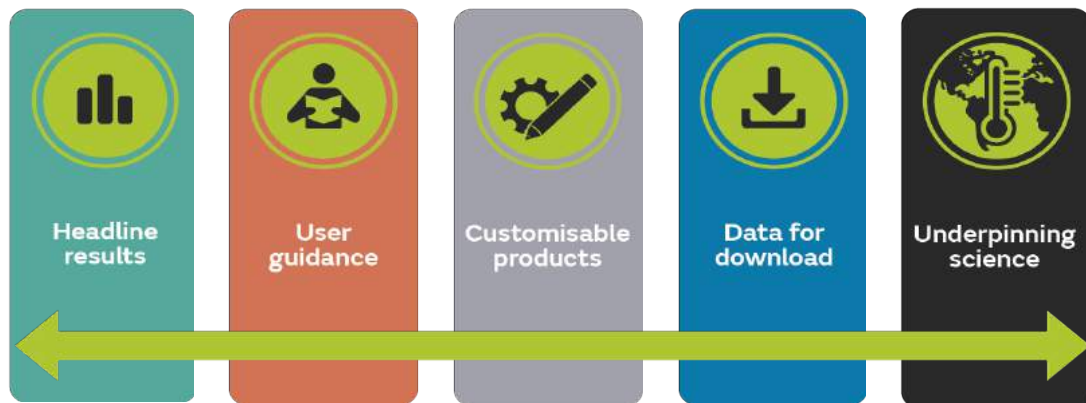 Headline
results
User
guidance
Customisable
products
Data for
download
Underpinning
science